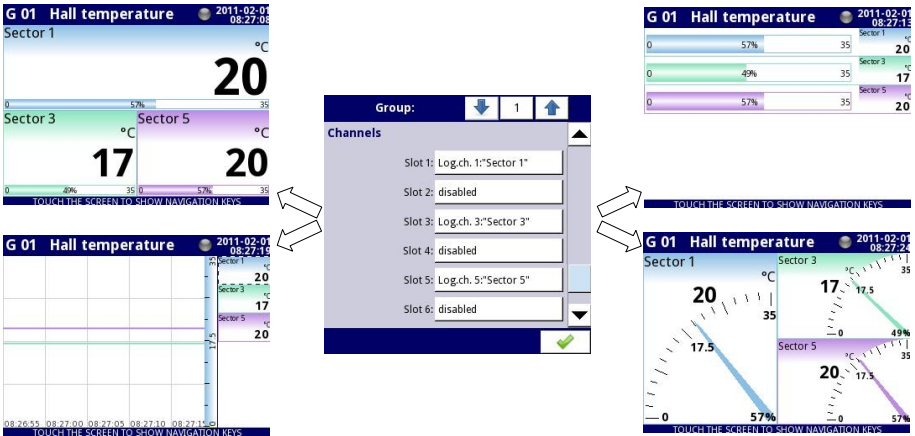 G 01 Hall temperature 2011-02-01
08:27:08
Sector 1
°C
20
0 57% 35
Sector 3 Sector 5
°C °C
17 20
0 49% 35 0 57% 35
TOUCH THE SCREEN TO SHOW NAVIGATION KEYS
G 01 Hall temperature 2011-02-01
08:27:19
35
Sector 1
°C
20
Sector 3
°C
17
Sector 5
°C
20
17.5
0
08:26:55 08:27:00 08:27:05 08:27:10 08:27:1
TOUCH THE SCREEN TO SHOW NAVIGATION KEYS
Group: 1
Channels
Slot 1: Log.ch. 1:"Sector 1"
Slot 2: disabled
Slot 3: Log.ch. 3:"Sector 3"
Slot 4: disabled
Slot 5: Log.ch. 5:"Sector 5"
Slot 6: disabled
G 01 Hall temperature 2011-02-01
08:27:13
0 57% 35
Sector 1
°C
20
0 49% 35
Sector 3
°C
17
0 57% 35
Sector 5
°C
20
TOUCH THE SCREEN TO SHOW NAVIGATION KEYS
G 01 Hall temperature 2011-02-01
08:27:24
Sector 1
°C
20
35
17.5
0
57%
Sector 3
°C
35
17
17.5
0
49%
Sector 5
°C
35
20
17.5
0
57%
TOUCH THE SCREEN TO SHOW NAVIGATION KEYS